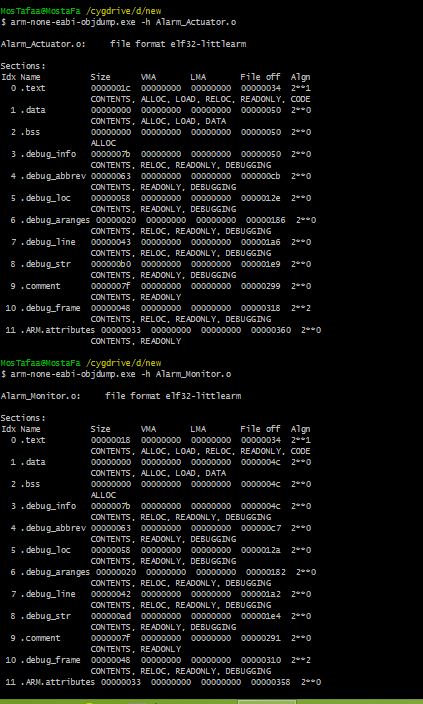 MosTafaa@MostaFa /cygdrive/d/new
$ arm-none-eabi-objdump.exe -h Alarm_Actuator.o

Alarm_Actuator.o:     file format elf32-littlearm

Sections:
Idx Name          Size      VMA       LMA       File off  Algn
  0 .text         0000001c  00000000  00000000  00000034  2**1
                  CONTENTS, ALLOC, LOAD, RELOC, READONLY, CODE
  1 .data         00000000  00000000  00000000  00000050  2**0
                  CONTENTS, ALLOC, LOAD, DATA
  2 .bss          00000000  00000000  00000000  00000050  2**0
                  ALLOC
  3 .debug_info   0000007b  00000000  00000000  00000050  2**0
                  CONTENTS, RELOC, READONLY, DEBUGGING
  4 .debug_abbrev 00000063  00000000  00000000  000000cb  2**0
                  CONTENTS, READONLY, DEBUGGING
  5 .debug_loc    00000058  00000000  00000000  0000012e  2**0
                  CONTENTS, READONLY, DEBUGGING
  6 .debug_aranges 00000020  00000000  00000000  00000186  2**0
                  CONTENTS, RELOC, READONLY, DEBUGGING
  7 .debug_line   00000043  00000000  00000000  000001a6  2**0
                  CONTENTS, RELOC, READONLY, DEBUGGING
  8 .debug_str    000000b0  00000000  00000000  000001e9  2**0
                  CONTENTS, READONLY, DEBUGGING
  9 .comment      0000007f  00000000  00000000  00000299  2**0
                  CONTENTS, READONLY
 10 .debug_frame  00000048  00000000  00000000  00000318  2**2
                  CONTENTS, RELOC, READONLY, DEBUGGING
 11 .ARM.attributes 00000033  00000000  00000000  00000360  2**0
                  CONTENTS, READONLY

MosTafaa@MostaFa /cygdrive/d/new
$ arm-none-eabi-objdump.exe -h Alarm_Monitor.o

Alarm_Monitor.o:     file format elf32-littlearm

Sections:
Idx Name          Size      VMA       LMA       File off  Algn
  0 .text         00000018  00000000  00000000  00000034  2**1
                  CONTENTS, ALLOC, LOAD, RELOC, READONLY, CODE
  1 .data         00000000  00000000  00000000  0000004c  2**0
                  CONTENTS, ALLOC, LOAD, DATA
  2 .bss          00000000  00000000  00000000  0000004c  2**0
                  ALLOC
  3 .debug_info   0000007b  00000000  00000000  0000004c  2**0
                  CONTENTS, RELOC, READONLY, DEBUGGING
  4 .debug_abbrev 00000063  00000000  00000000  000000c7  2**0
                  CONTENTS, READONLY, DEBUGGING
  5 .debug_loc    00000058  00000000  00000000  0000012a  2**0
                  CONTENTS, READONLY, DEBUGGING
  6 .debug_aranges 00000020  00000000  00000000  00000182  2**0
                  CONTENTS, RELOC, READONLY, DEBUGGING
  7 .debug_line   00000042  00000000  00000000  000001a2  2**0
                  CONTENTS, RELOC, READONLY, DEBUGGING
  8 .debug_str    000000ad  00000000  00000000  000001e4  2**0
                  CONTENTS, READONLY, DEBUGGING
  9 .comment      0000007f  00000000  00000000  00000291  2**0
                  CONTENTS, READONLY
 10 .debug_frame  00000048  00000000  00000000  00000310  2**2
                  CONTENTS, RELOC, READONLY, DEBUGGING
 11 .ARM.attributes 00000033  00000000  00000000  00000358  2**0